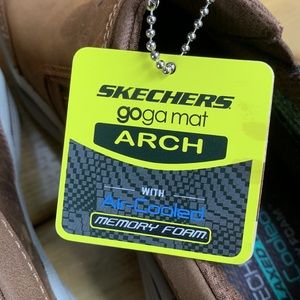 SKECHERS
goga mat
ARCH
WITH
Air-Cooled
MEMORY FOAM